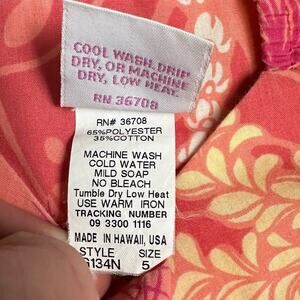 COOL WASH, DRIP
DRY, OR MACHINE
DRY, LOW HEAT.
RN 36708
RN# 36708
65%POLYESTER
35%COTTON
MACHINE WASH
COLD WATER
MILD SOAP
NO BLEACH
Tumble Dry Low Heat
USE WARM IRON
TRACKING NUMBER
09 3300 1116
MADE IN HAWAII, USA
STYLE SIZE
G134N 5